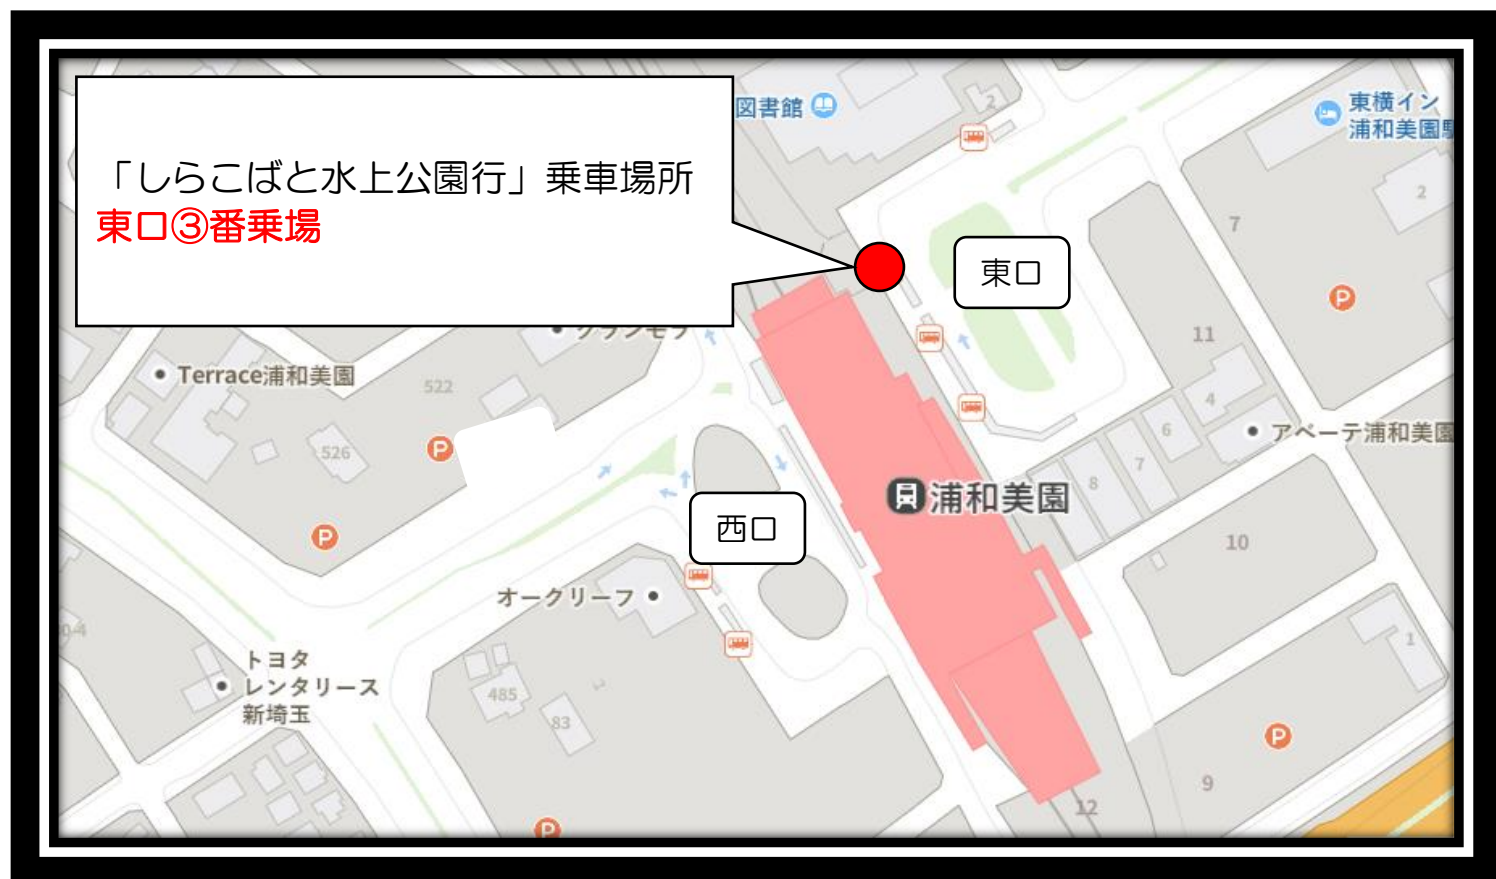 「しらこばと水上公園行」乗車場所
東口③番乗場
図書館
東横イン
浦和美園駅
2
2
7
東口
11
Terrace浦和美園
522
526
4
6
アベーテ浦和美園
7
8
浦和美園
西口
10
オークリーフ
1
トヨタ
レンタリース
新埼玉
485
83
9
12
P
P
P
P
P